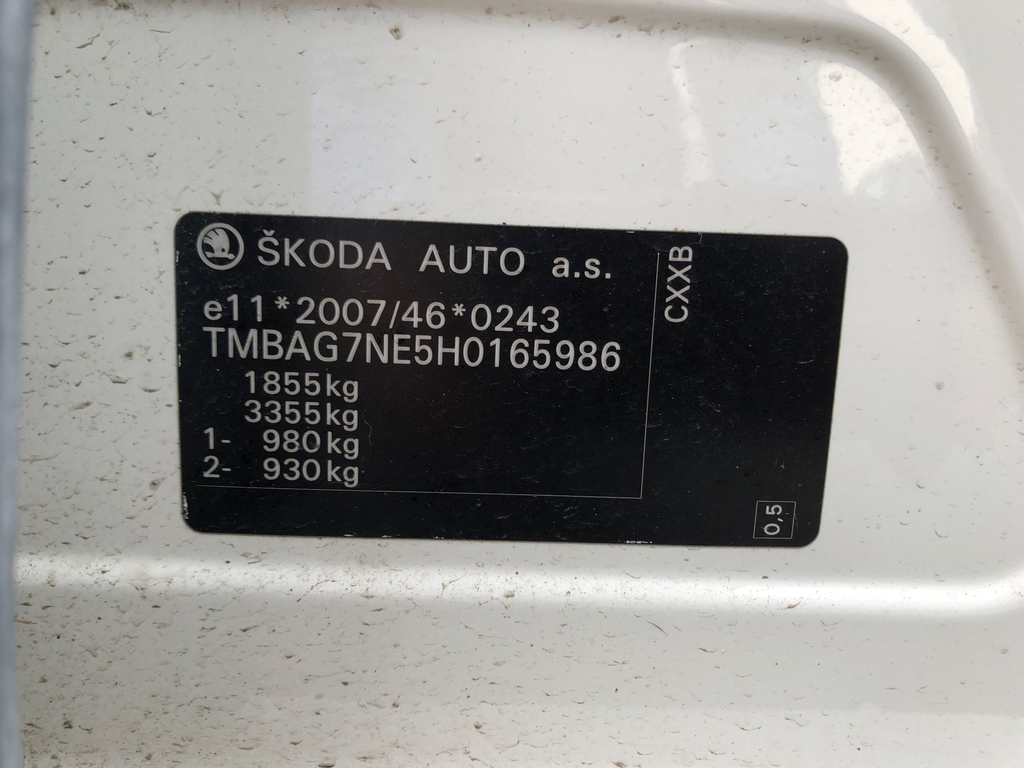 ŠKODA AUTO a.s.
e11*2007/46*0243
TMBAG7NE5H0165986
1855kg
3355kg
1- 980kg
2- 930kg
CXXB
0,5